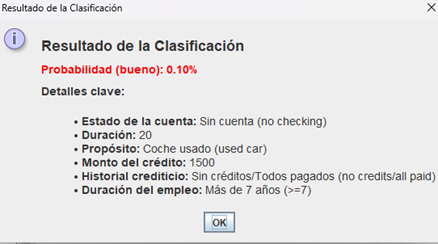 Resultado de la Clasificación
Resultado de la Clasificación
Probabilidad (bueno): 0.10%
Detalles clave:
• Estado de la cuenta: Sin cuenta (no checking)
• Duración: 20
• Propósito: Coche usado (used car)
• Monto del crédito: 1500
• Historial crediticio: Sin créditos/Todos pagados (no credits/all paid)
• Duración del empleo: Más de 7 años (>=7)
OK